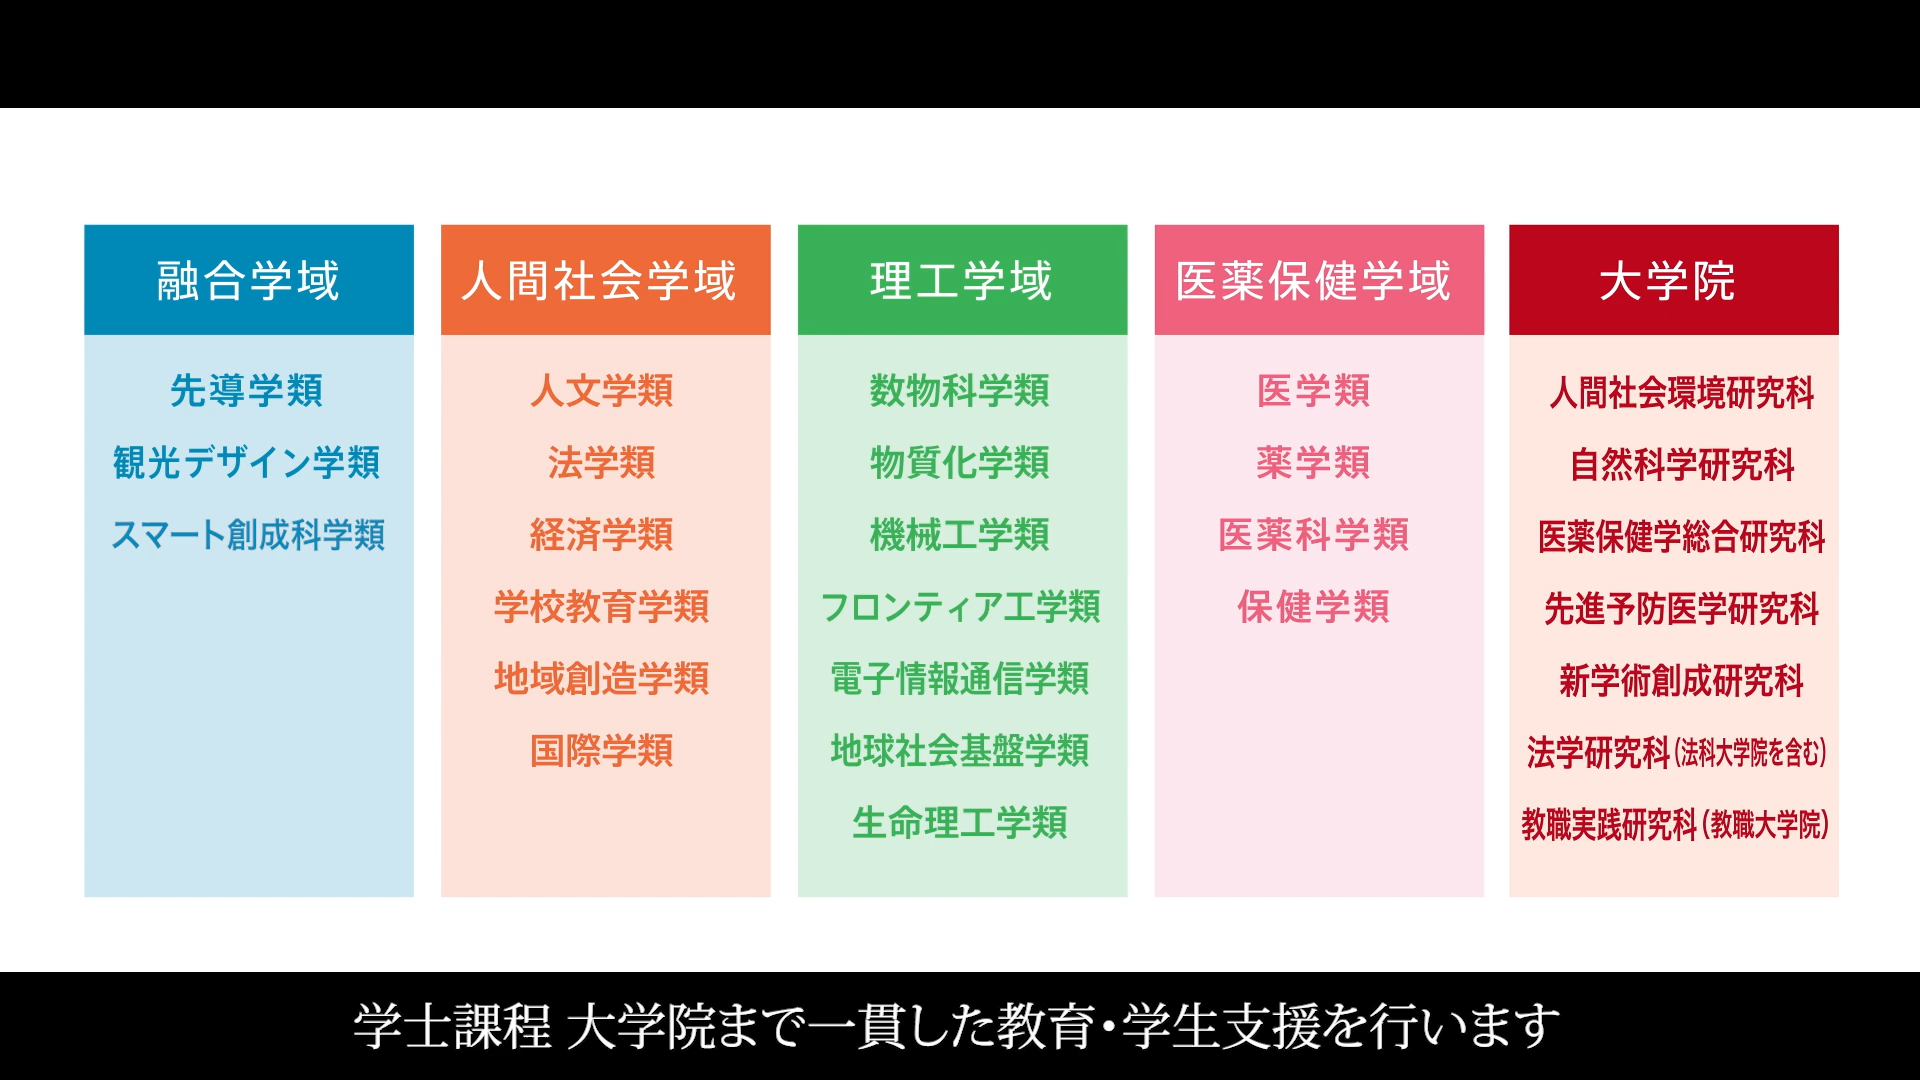 融合学域
先導学類
観光デザイン学類
スマート創成科学類
人間社会学域
人文学類
法学類
経済学類
学校教育学類
地域創造学類
国際学類
理工学域
数物科学類
物質化学類
機械工学類
フロンティア工学類
電子情報通信学類
地球社会基盤学類
生命理工学類
医薬保健学域
医学類
薬学類
医薬科学類
保健学類
大学院
人間社会環境研究科
自然科学研究科
医薬保健学総合研究科
先進予防医学研究科
新学術創成研究科
法学研究科(法科大学院を含む)
教職実践研究科(教職大学院)
学士課程 大学院まで一貫した教育・学生支援を行います